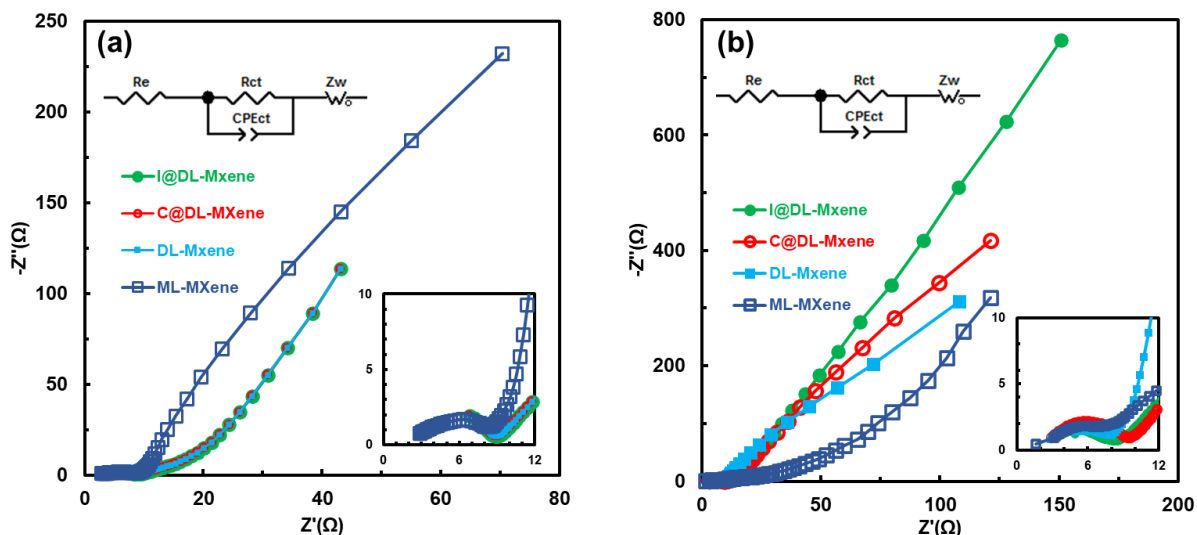 (a)
Re
Rct
Zw
CPEct
I@DL-Mxene
C@DL-MXene
DL-Mxene
ML-MXene
-Z''(Ω)
250
200
150
100
50
0
0 20 40 60 80
Z'(Ω)
10
5
0
0 6 12
(b)
Re
Rct
Zw
CPEct
I@DL-Mxene
C@DL-Mxene
DL-Mxene
ML-MXene
-Z''(Ω)
800
600
400
200
0
0 50 100 150 200
Z'(Ω)
10
5
0
0 6 12